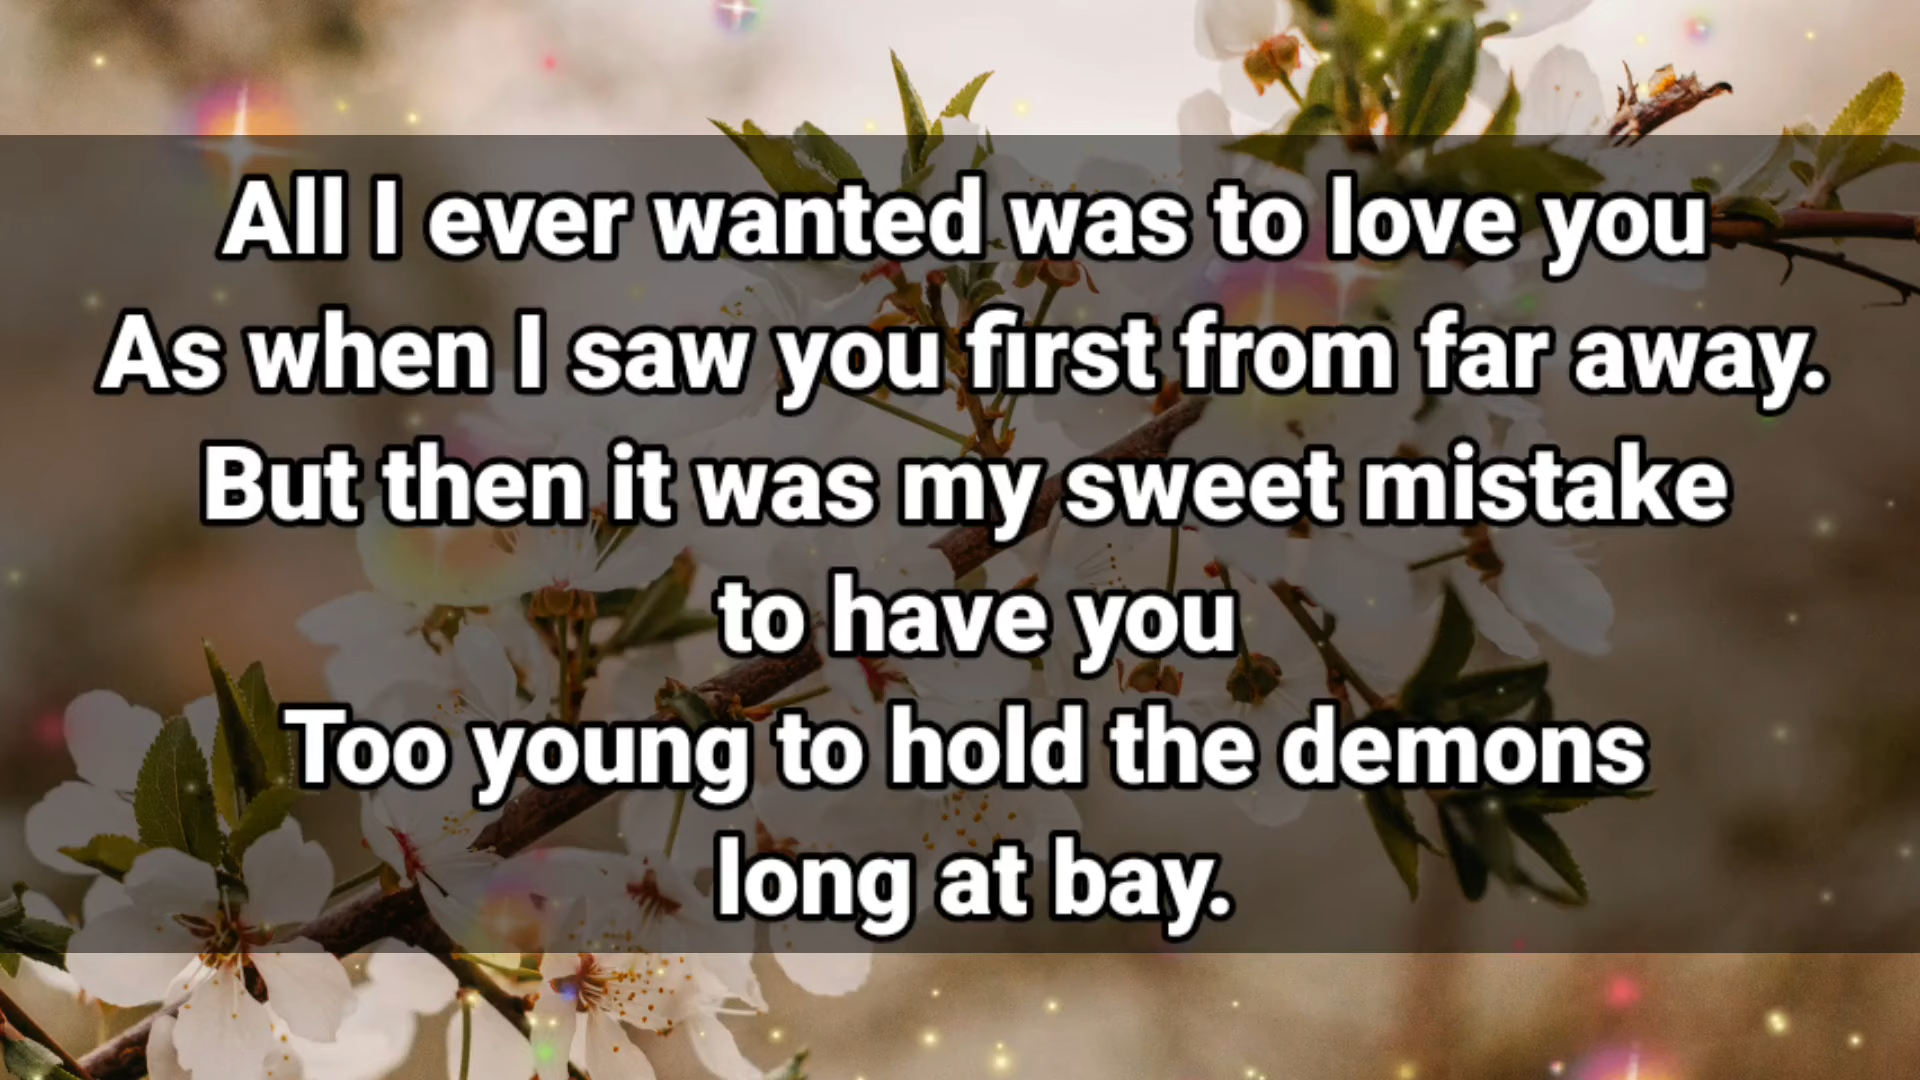 All I ever wanted was to love you
As when I saw you first from far away.
But then it was my sweet mistake
to have you
Too young to hold the demons
long at bay.